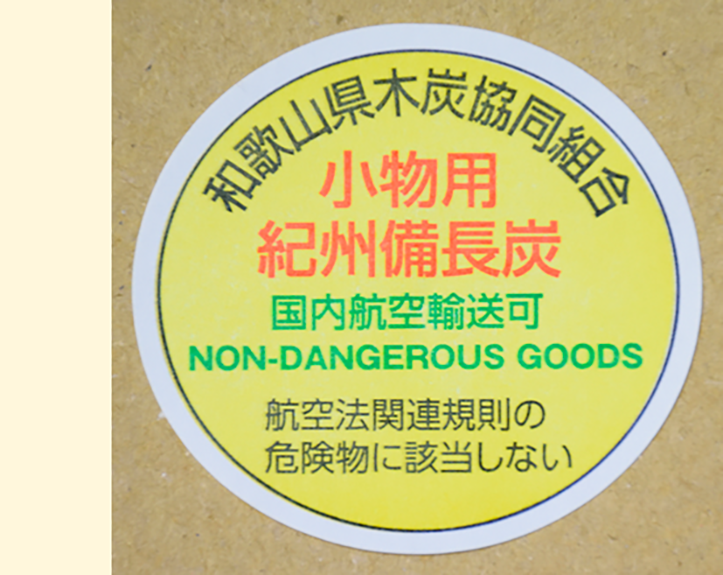 和歌山県木炭協同組合
小物用
紀州備長炭
国内航空輸送可
NON-DANGEROUS GOODS
航空法関連規則の
危険物に該当しない